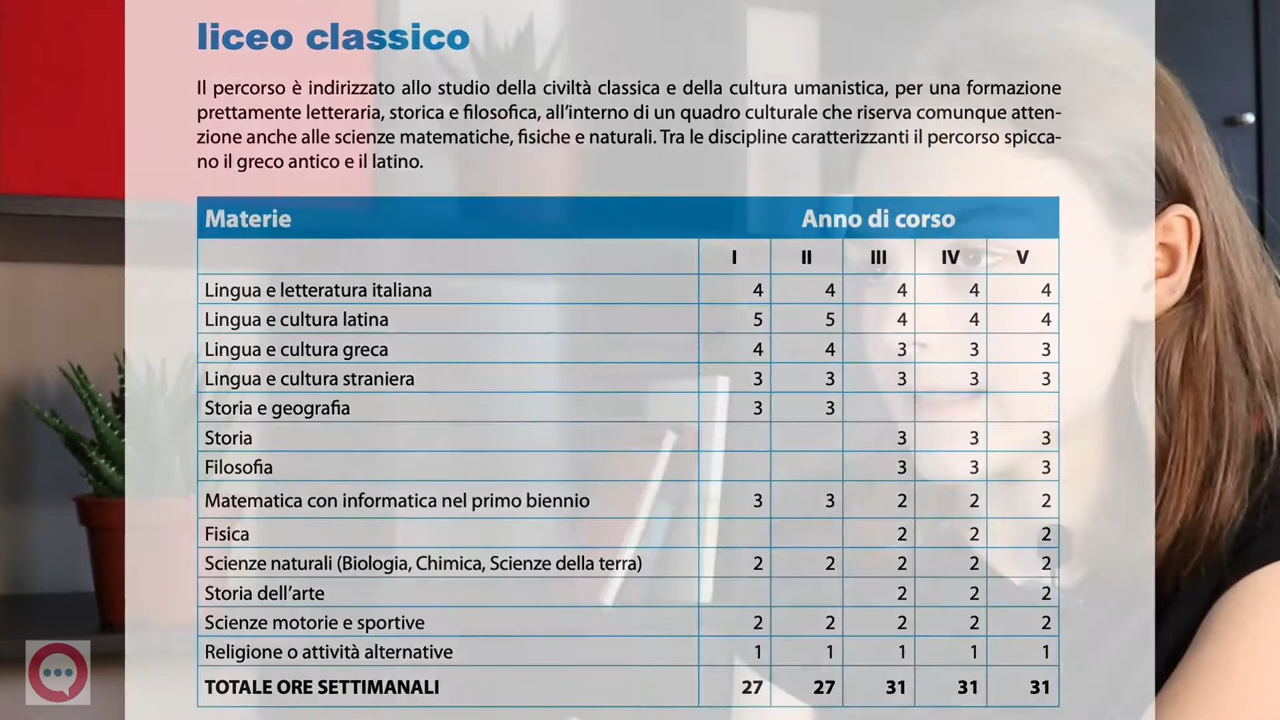 liceo classico
Il percorso è indirizzato allo studio della civiltà classica e della cultura umanistica, per una formazione
prettamente letteraria, storica e filosofica, all'interno di un quadro culturale che riserva comunque atten-
zione anche alle scienze matematiche, fisiche e naturali. Tra le discipline caratterizzanti il percorso spicca-
no il greco antico e il latino.
Materie Anno di corso
I II III IV V
Lingua e letteratura italiana 4 4 4 4 4
Lingua e cultura latina 5 5 4 4 4
Lingua e cultura greca 4 4 3 3 3
Lingua e cultura straniera 3 3 3 3 3
Storia e geografia 3 3
Storia 3 3 3
Filosofia 3 3 3
Matematica con informatica nel primo biennio 3 3 2 2 2
Fisica 2 2 2
Scienze naturali (Biologia, Chimica, Scienze della terra) 2 2 2 2 2
Storia dell'arte 2 2 2
Scienze motorie e sportive 2 2 2 2 2
Religione o attività alternative 1 1 1 1 1
TOTALE ORE SETTIMANALI 27 27 31 31 31